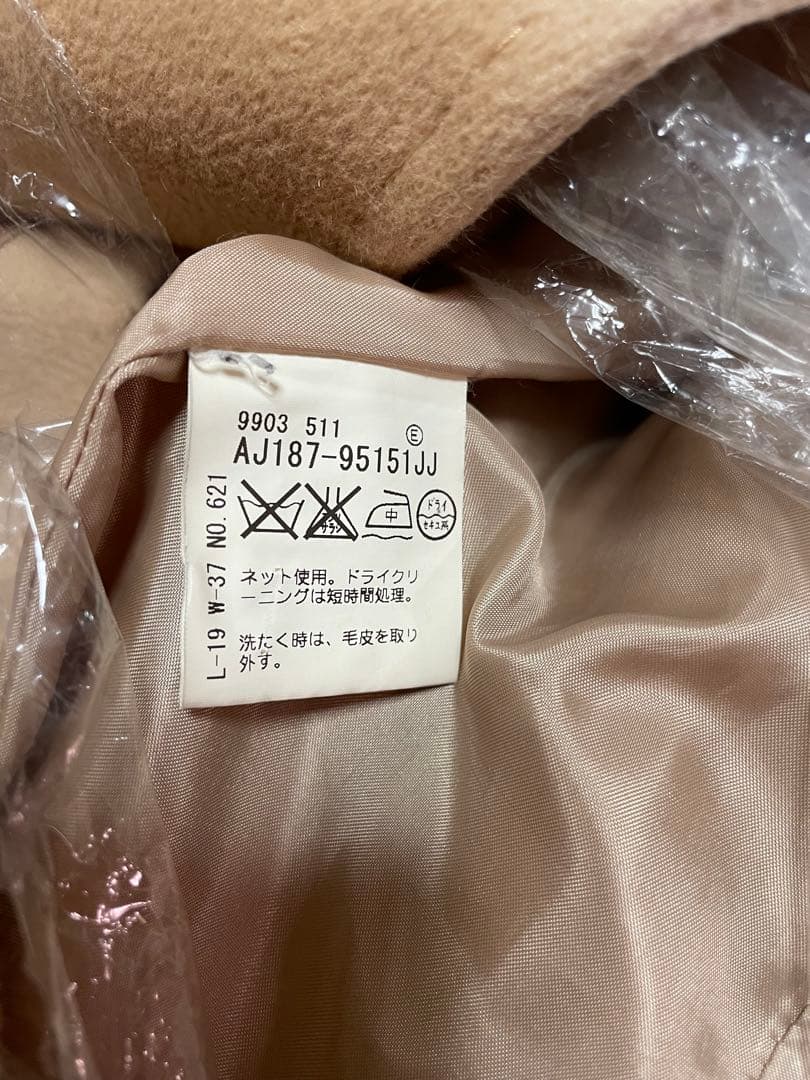 9903 511
Ⓔ
AJ187-95151JJ
中
ドライ
セキユ系
ネット使用。ドライクリ
ーニングは短時間処理。
洗たく時は、毛皮を取り
外す。
L-19 W-37 NO.621